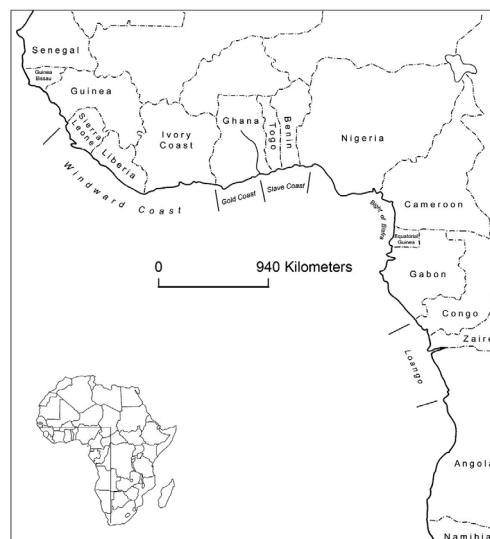 Senegal
Guinea
Bissau
Guinea
Sierra
Leone
Liberia
Ivory
Coast
Ghana
Togo
Benin
Nigeria
Windward Coast
Gold Coast
Slave Coast
Bight of Biafra
Cameroon
Equatorial
Guinea
Gabon
Congo
Zaire
Loango
Angola
Namibia
0 940 Kilometers